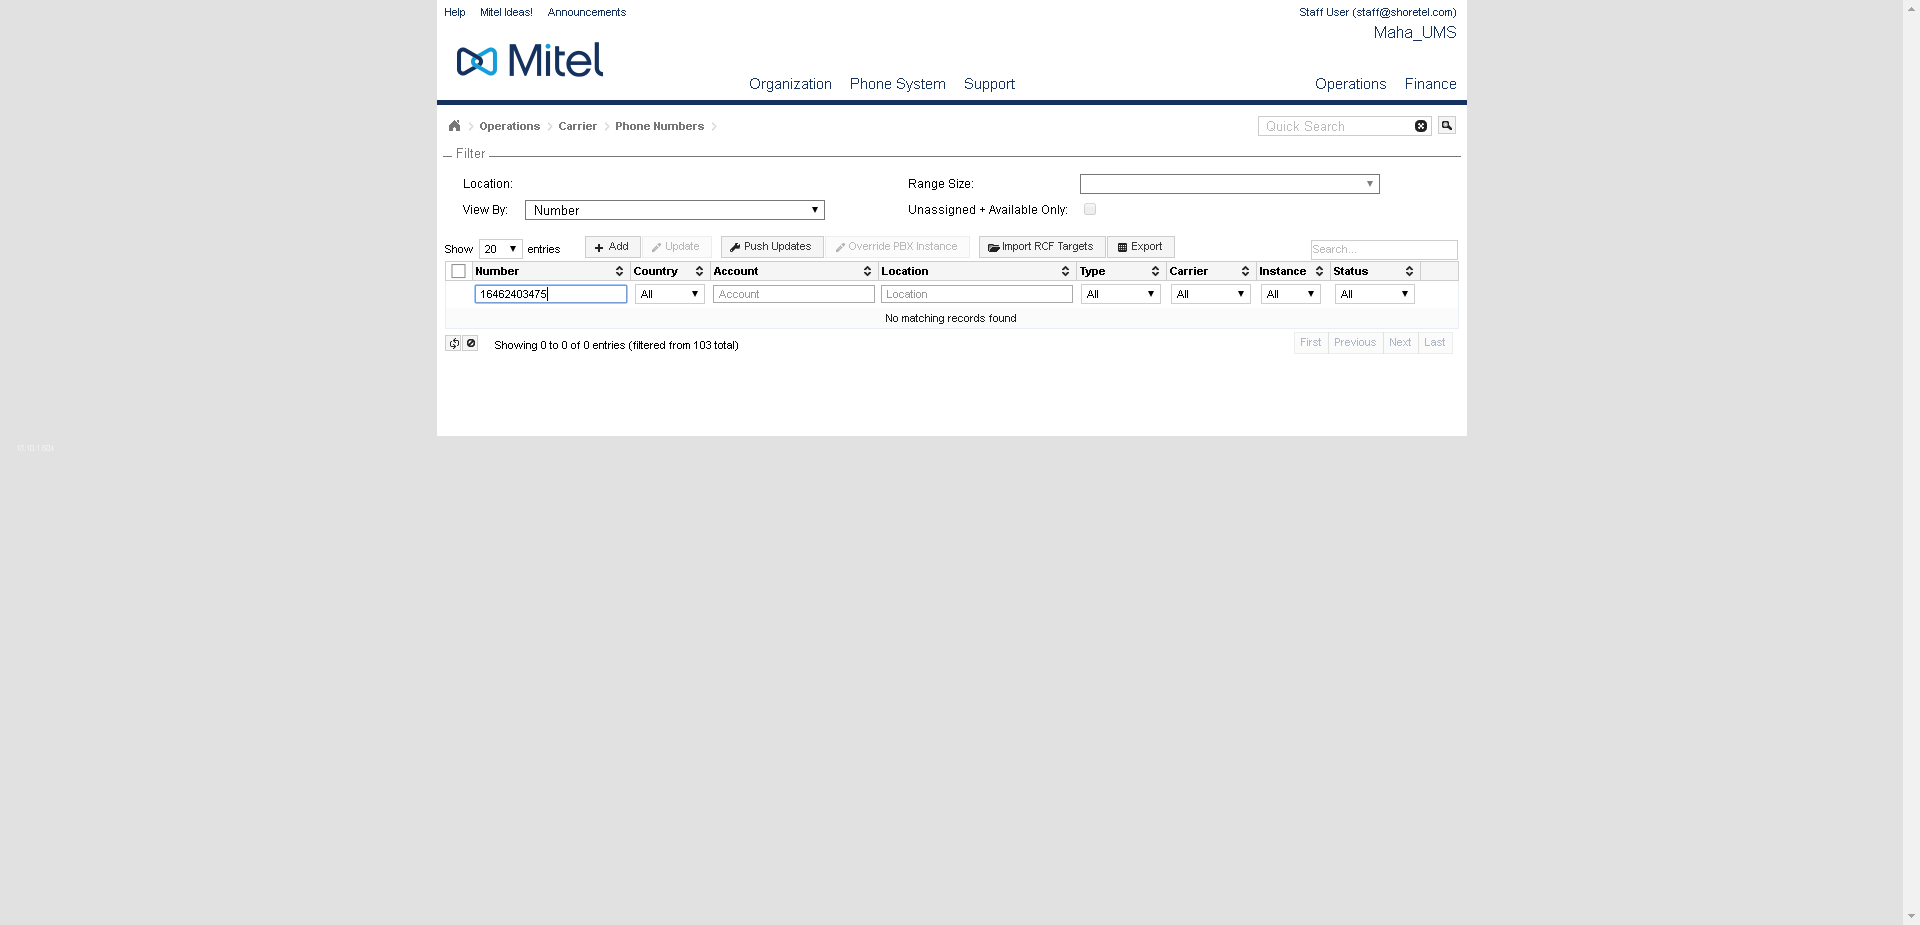 Help Mitel Ideas! Announcements Staff User (staff@shoretel.com)
Maha_UMS
Mitel
Organization Phone System Support Operations Finance
Operations Carrier Phone Numbers Quick Search
Filter
Location: Range Size:
View By: Number Unassigned + Available Only:
Show 20 entries Add Update Push Updates Override PBX Instance Import RCF Targets Export Search...
Number Country Account Location Type Carrier Instance Status
16462403475 All Account Location All All All All
No matching records found
Showing 0 to 0 of 0 entries (filtered from 103 total) First Previous Next Last